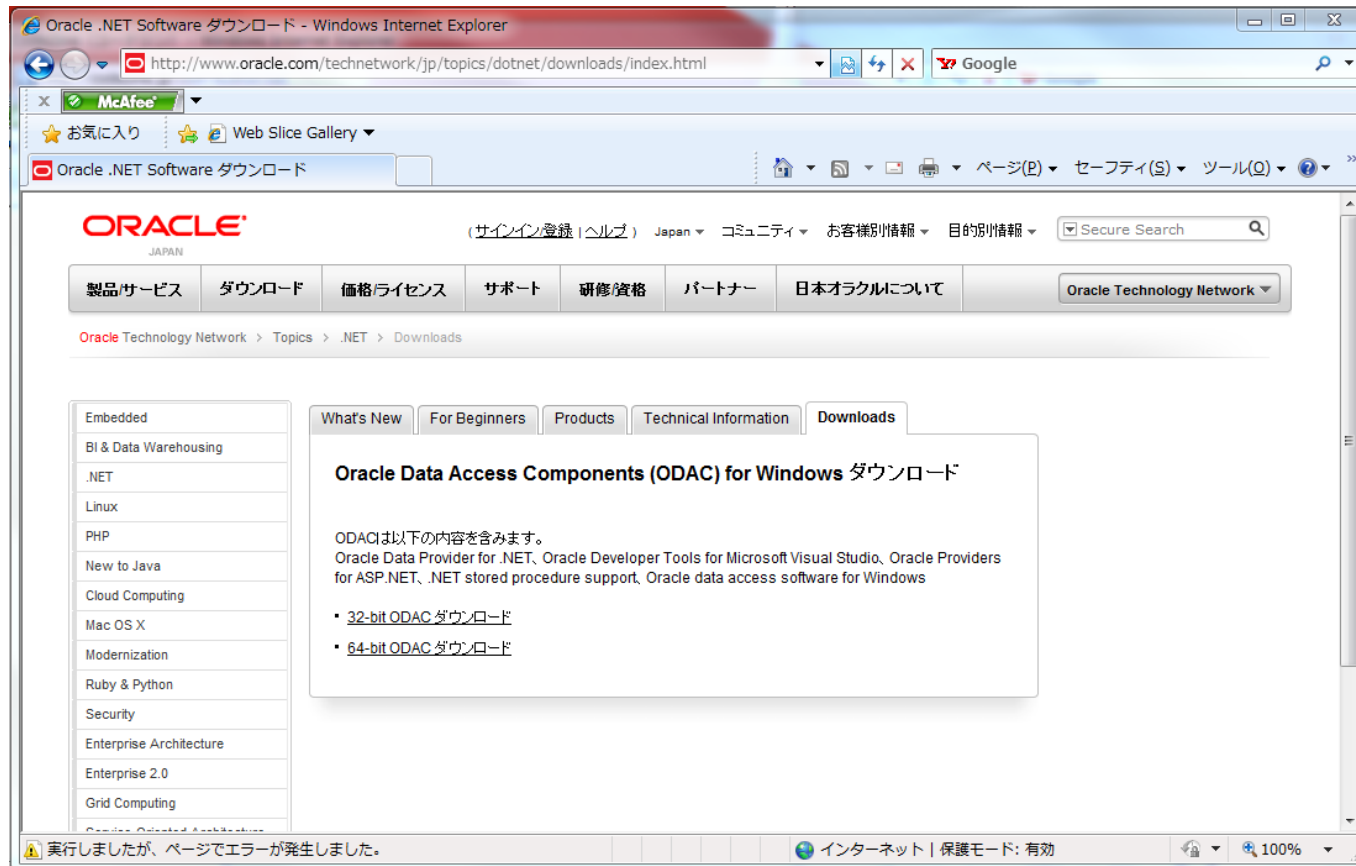 Oracle .NET Software ダウンロード - Windows Internet Explorer
http://www.oracle.com/technetwork/jp/topics/dotnet/downloads/index.html
Google
x McAfee
お気に入り Web Slice Gallery
Oracle .NET Software ダウンロード
ページ(P) セーフティ(S) ツール(O)
ORACLE
JAPAN
( サインイン/登録 | ヘルプ ) Japan コミュニティ お客様別情報 目的別情報 Secure Search
製品/サービス ダウンロード 価格/ライセンス サポート 研修/資格 パートナー 日本オラクルについて Oracle Technology Network
Oracle Technology Network > Topics > .NET > Downloads
Embedded
BI & Data Warehousing
.NET
Linux
PHP
New to Java
Cloud Computing
Mac OS X
Modernization
Ruby & Python
Security
Enterprise Architecture
Enterprise 2.0
Grid Computing
What's New For Beginners Products Technical Information Downloads
Oracle Data Access Components (ODAC) for Windows ダウンロード
ODACは以下の内容を含みます。
Oracle Data Provider for .NET、Oracle Developer Tools for Microsoft Visual Studio、Oracle Providers
for ASP.NET、.NET stored procedure support、Oracle data access software for Windows
▪ 32-bit ODAC ダウンロード
▪ 64-bit ODAC ダウンロード
実行しましたが、ページでエラーが発生しました。
インターネット | 保護モード: 有効
100%